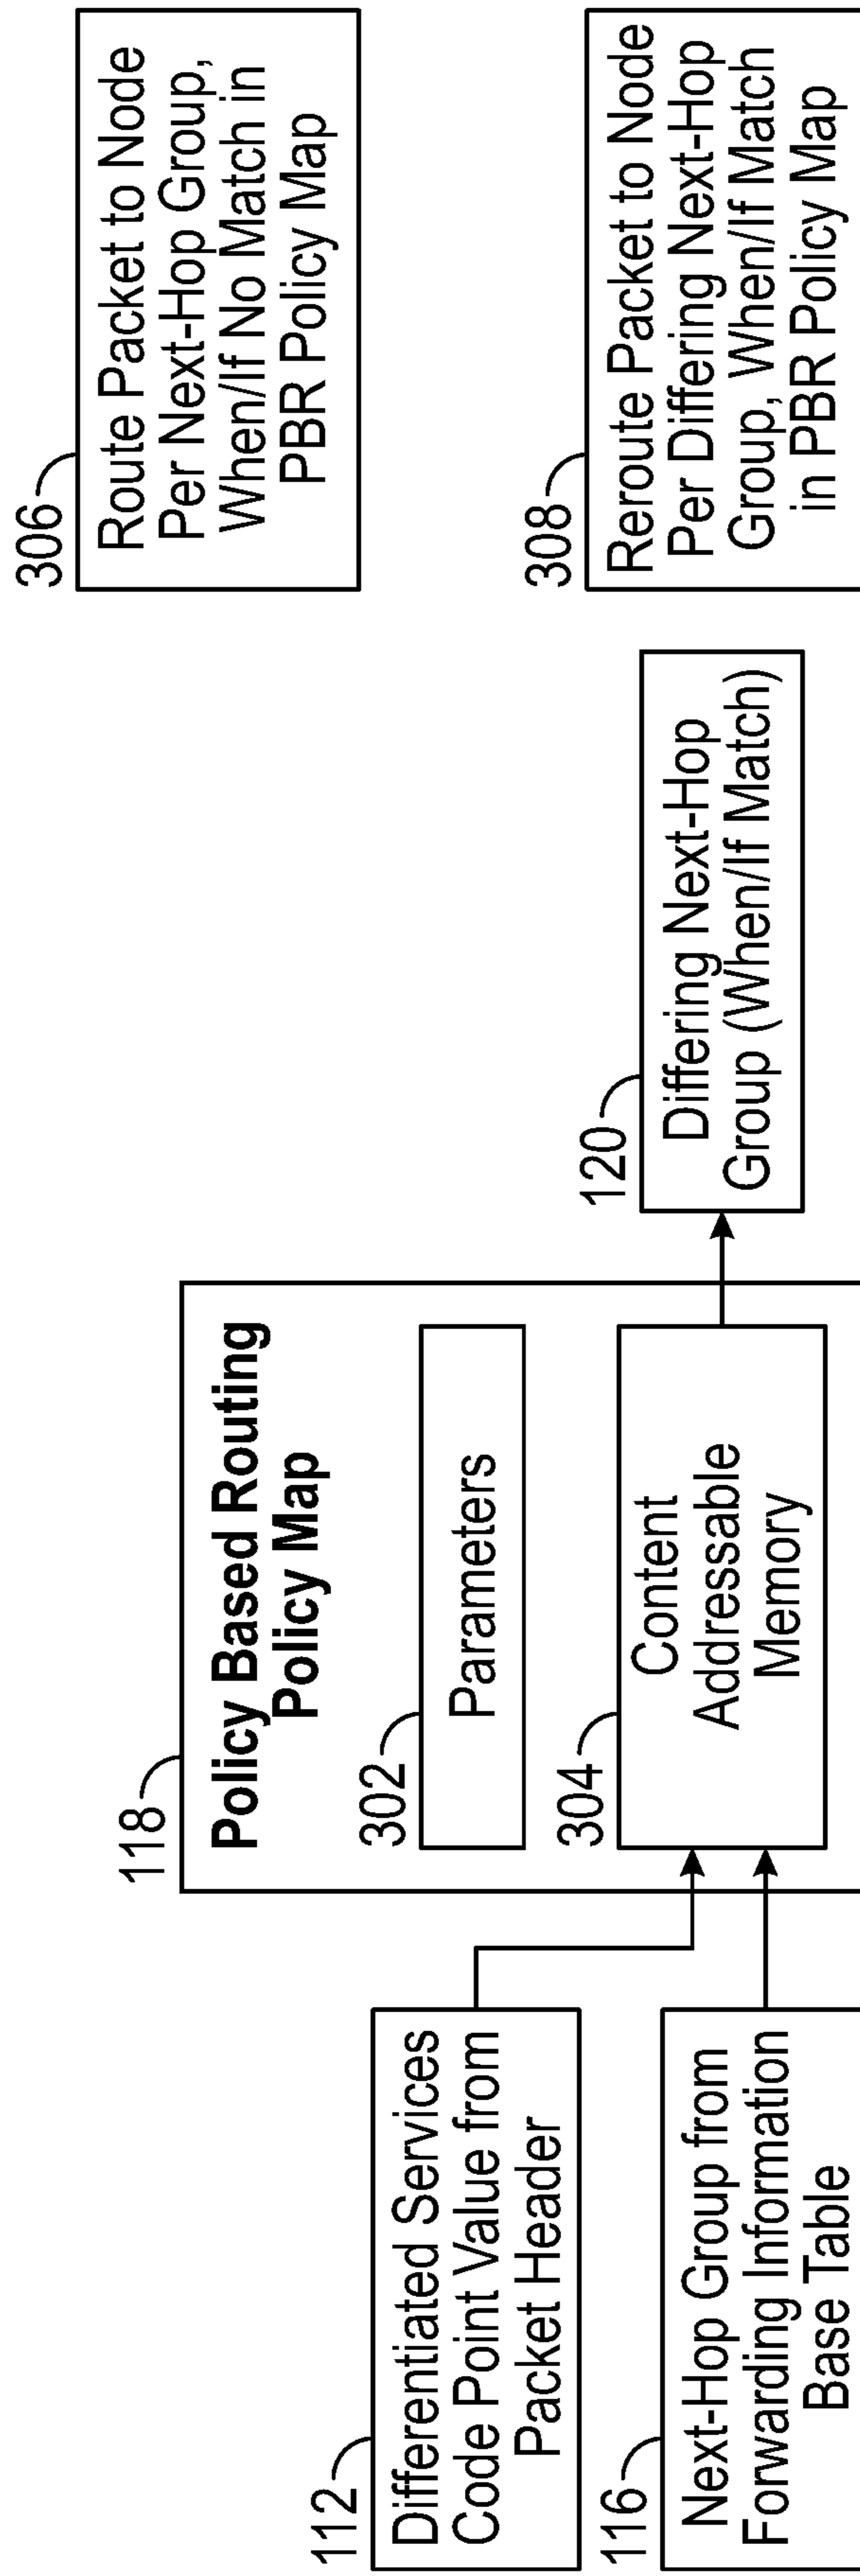 112
Differentiated Services
Code Point Value from
Packet Header
116
Next-Hop Group from
Forwarding Information
Base Table
118
Policy Based Routing
Policy Map
302
Parameters
304
Content
Addressable
Memory
120
Differing Next-Hop
Group (When/If Match)
306
Route Packet to Node
Per Next-Hop Group,
When/If No Match in
PBR Policy Map
308
Reroute Packet to Node
Per Differing Next-Hop
Group, When/If Match
in PBR Policy Map